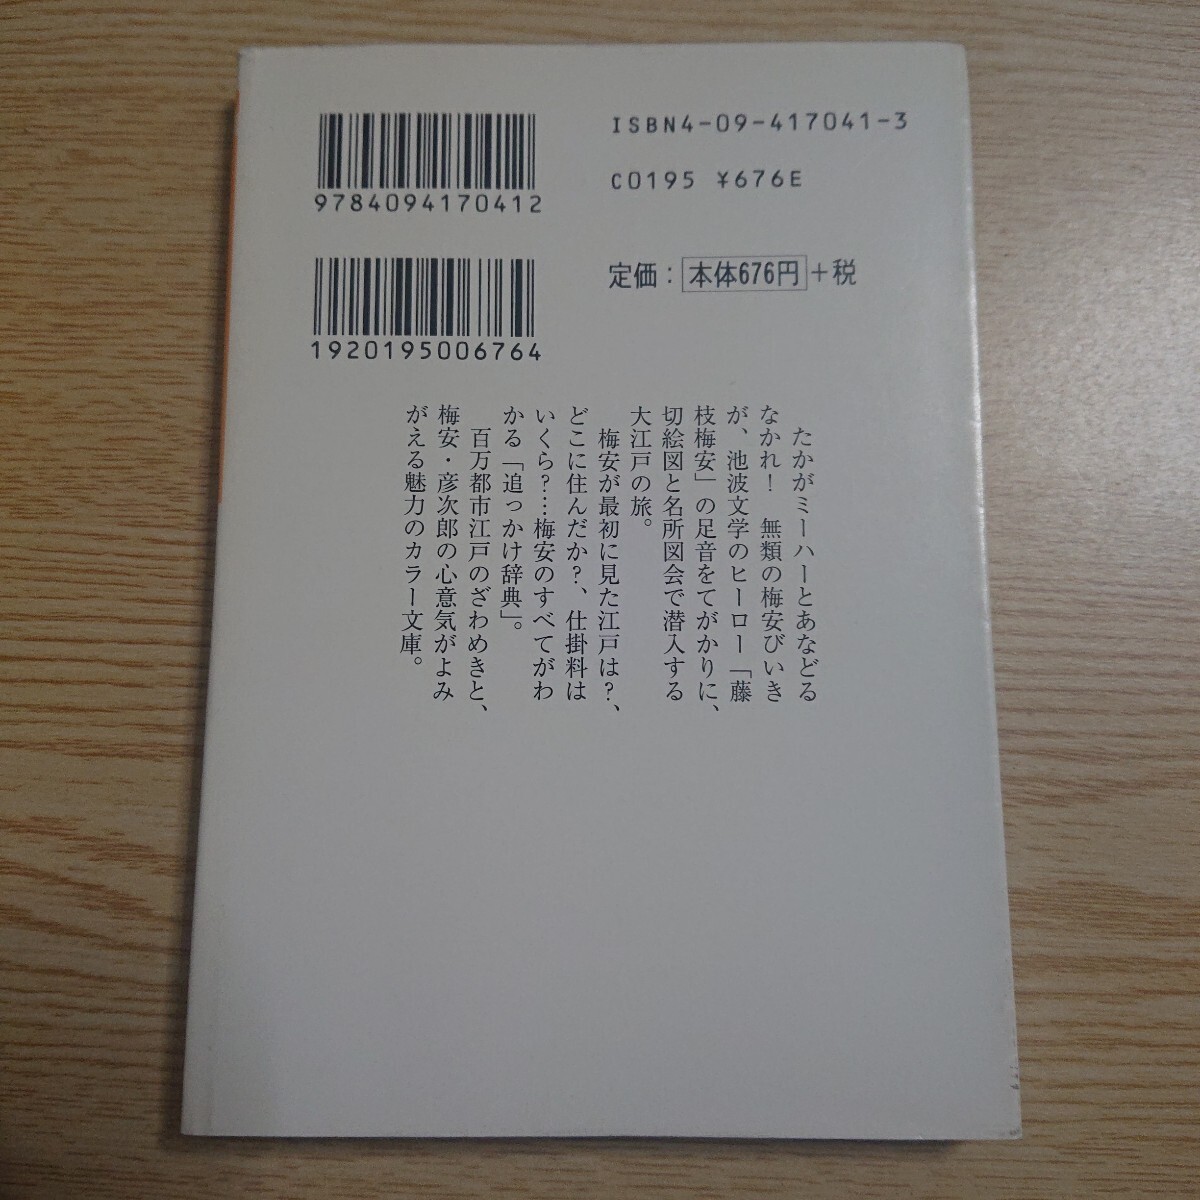 ISBN4-09-417041-3
9784094170412
C0195 ¥676E
1920195006764
定価：本体676円+税
たかがミーハーとあなどる
なかれ！ 無類の梅安びいき
が、池波文学のヒーロー「藤
枝梅安」の足音をてがかりに、
切絵図と名所図会で潜入する
大江戸の旅。
梅安が最初に見た江戸は？、
どこに住んだか？、仕掛料は
いくら？…梅安のすべてがわ
かる「追っかけ辞典」。
百万都市江戸のざわめきと、
梅安・彦次郎の心意気がよみ
がえる魅力のカラー文庫。